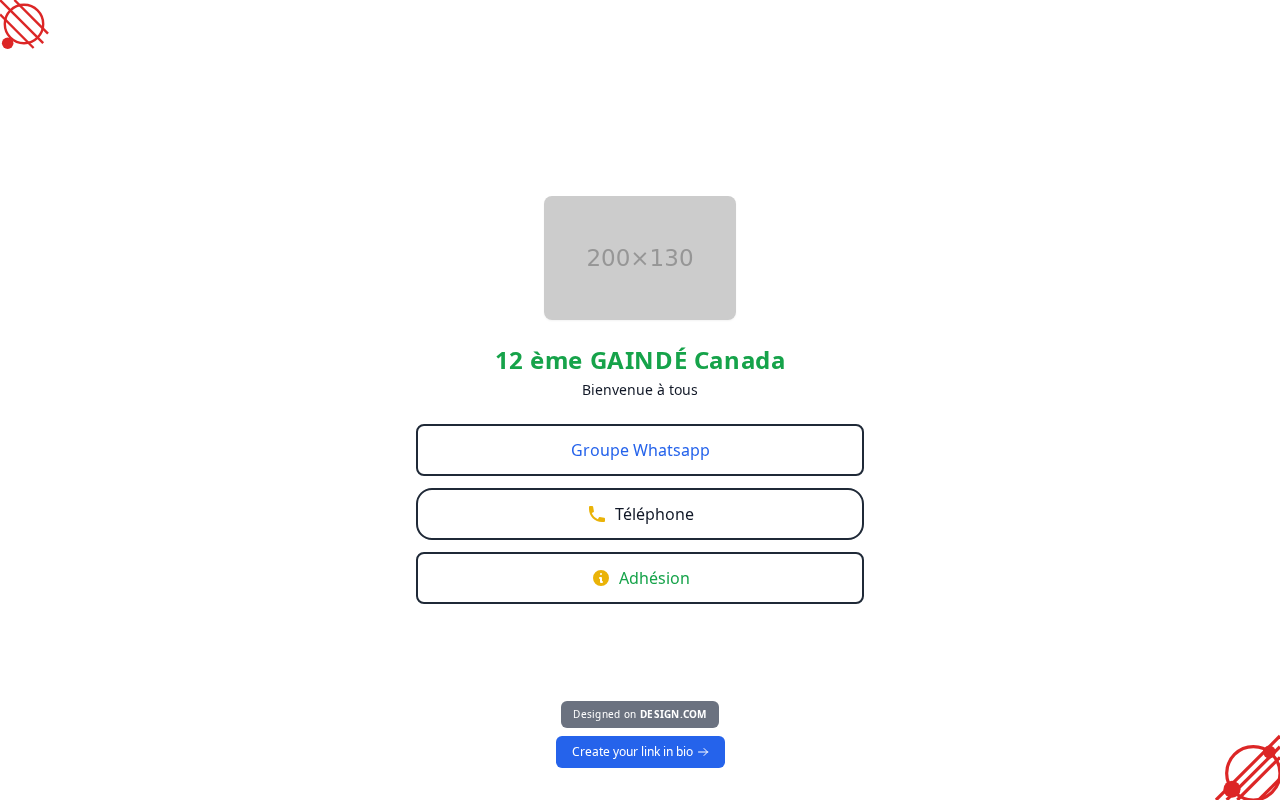 200×130
12 ème GAINDÉ Canada
Bienvenue à tous
Groupe Whatsapp
Téléphone
Adhésion
Designed on DESIGN.COM
Create your link in bio →